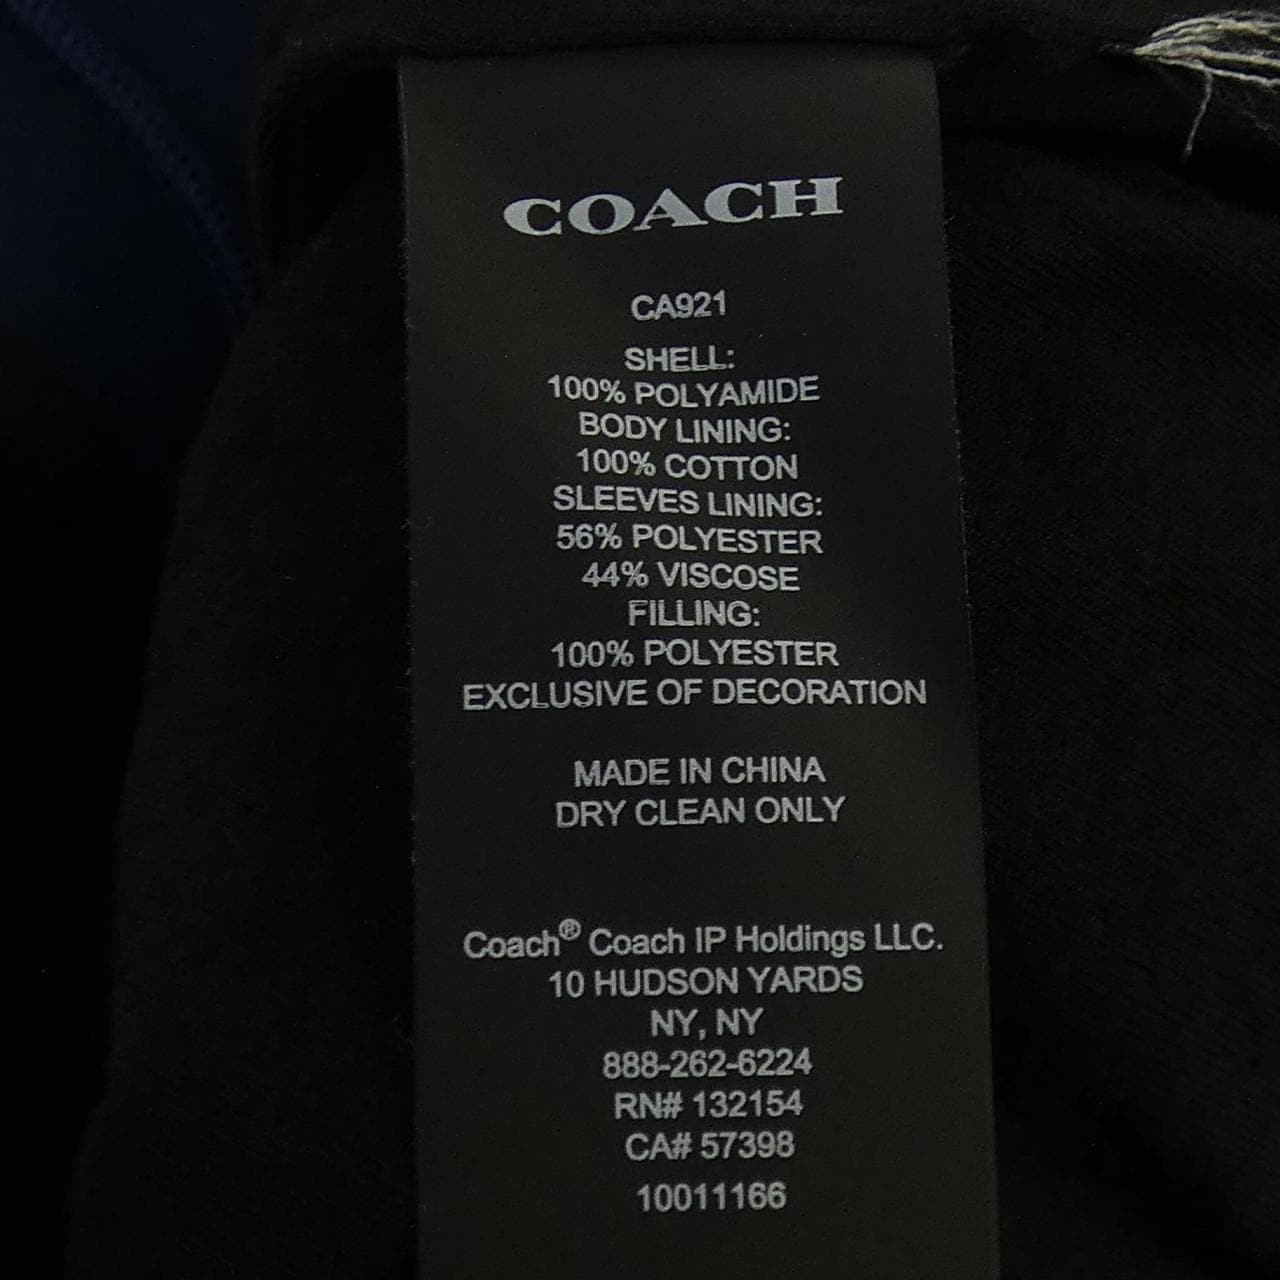 COACH
CA921
SHELL:
100% POLYAMIDE
BODY LINING:
100% COTTON
SLEEVES LINING:
56% POLYESTER
44% VISCOSE
FILLING:
100% POLYESTER
EXCLUSIVE OF DECORATION
MADE IN CHINA
DRY CLEAN ONLY
Coach® Coach IP Holdings LLC.
10 HUDSON YARDS
NY, NY
888-262-6224
RN# 132154
CA# 57398
10011166